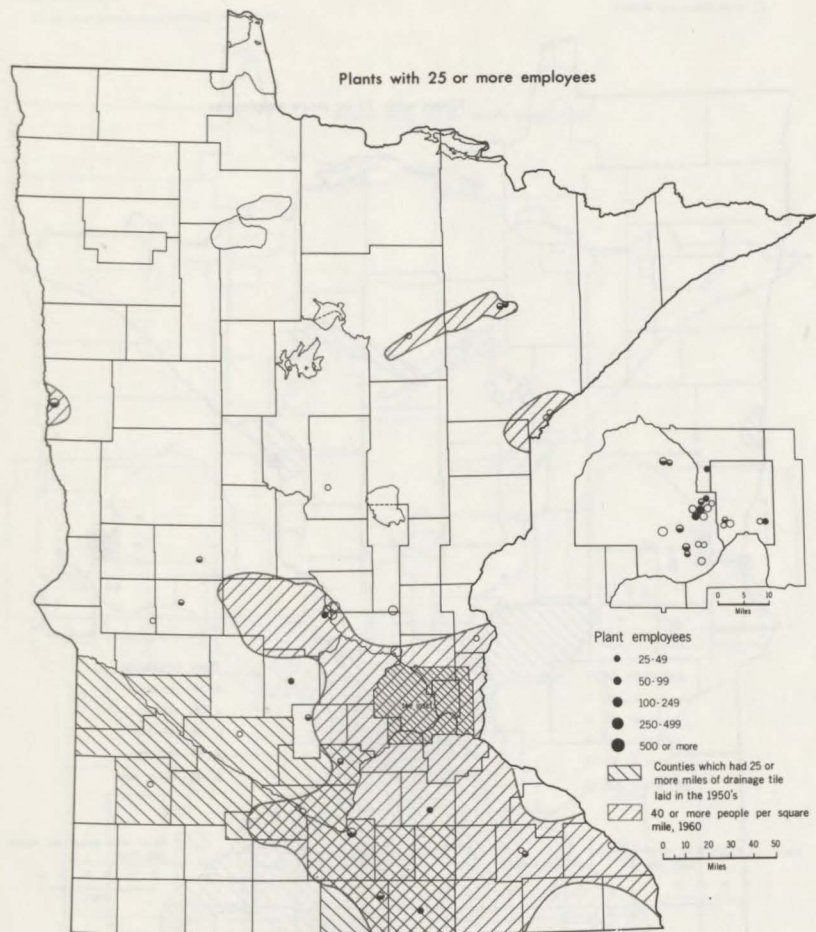 Plants with 25 or more employees
0 5 10
Miles
Plant employees
25-49
50-99
100-249
250-499
500 or more
Counties which had 25 or
more miles of drainage tile
laid in the 1950's
40 or more people per square
mile, 1960
0 10 20 30 40 50
Miles
see inset